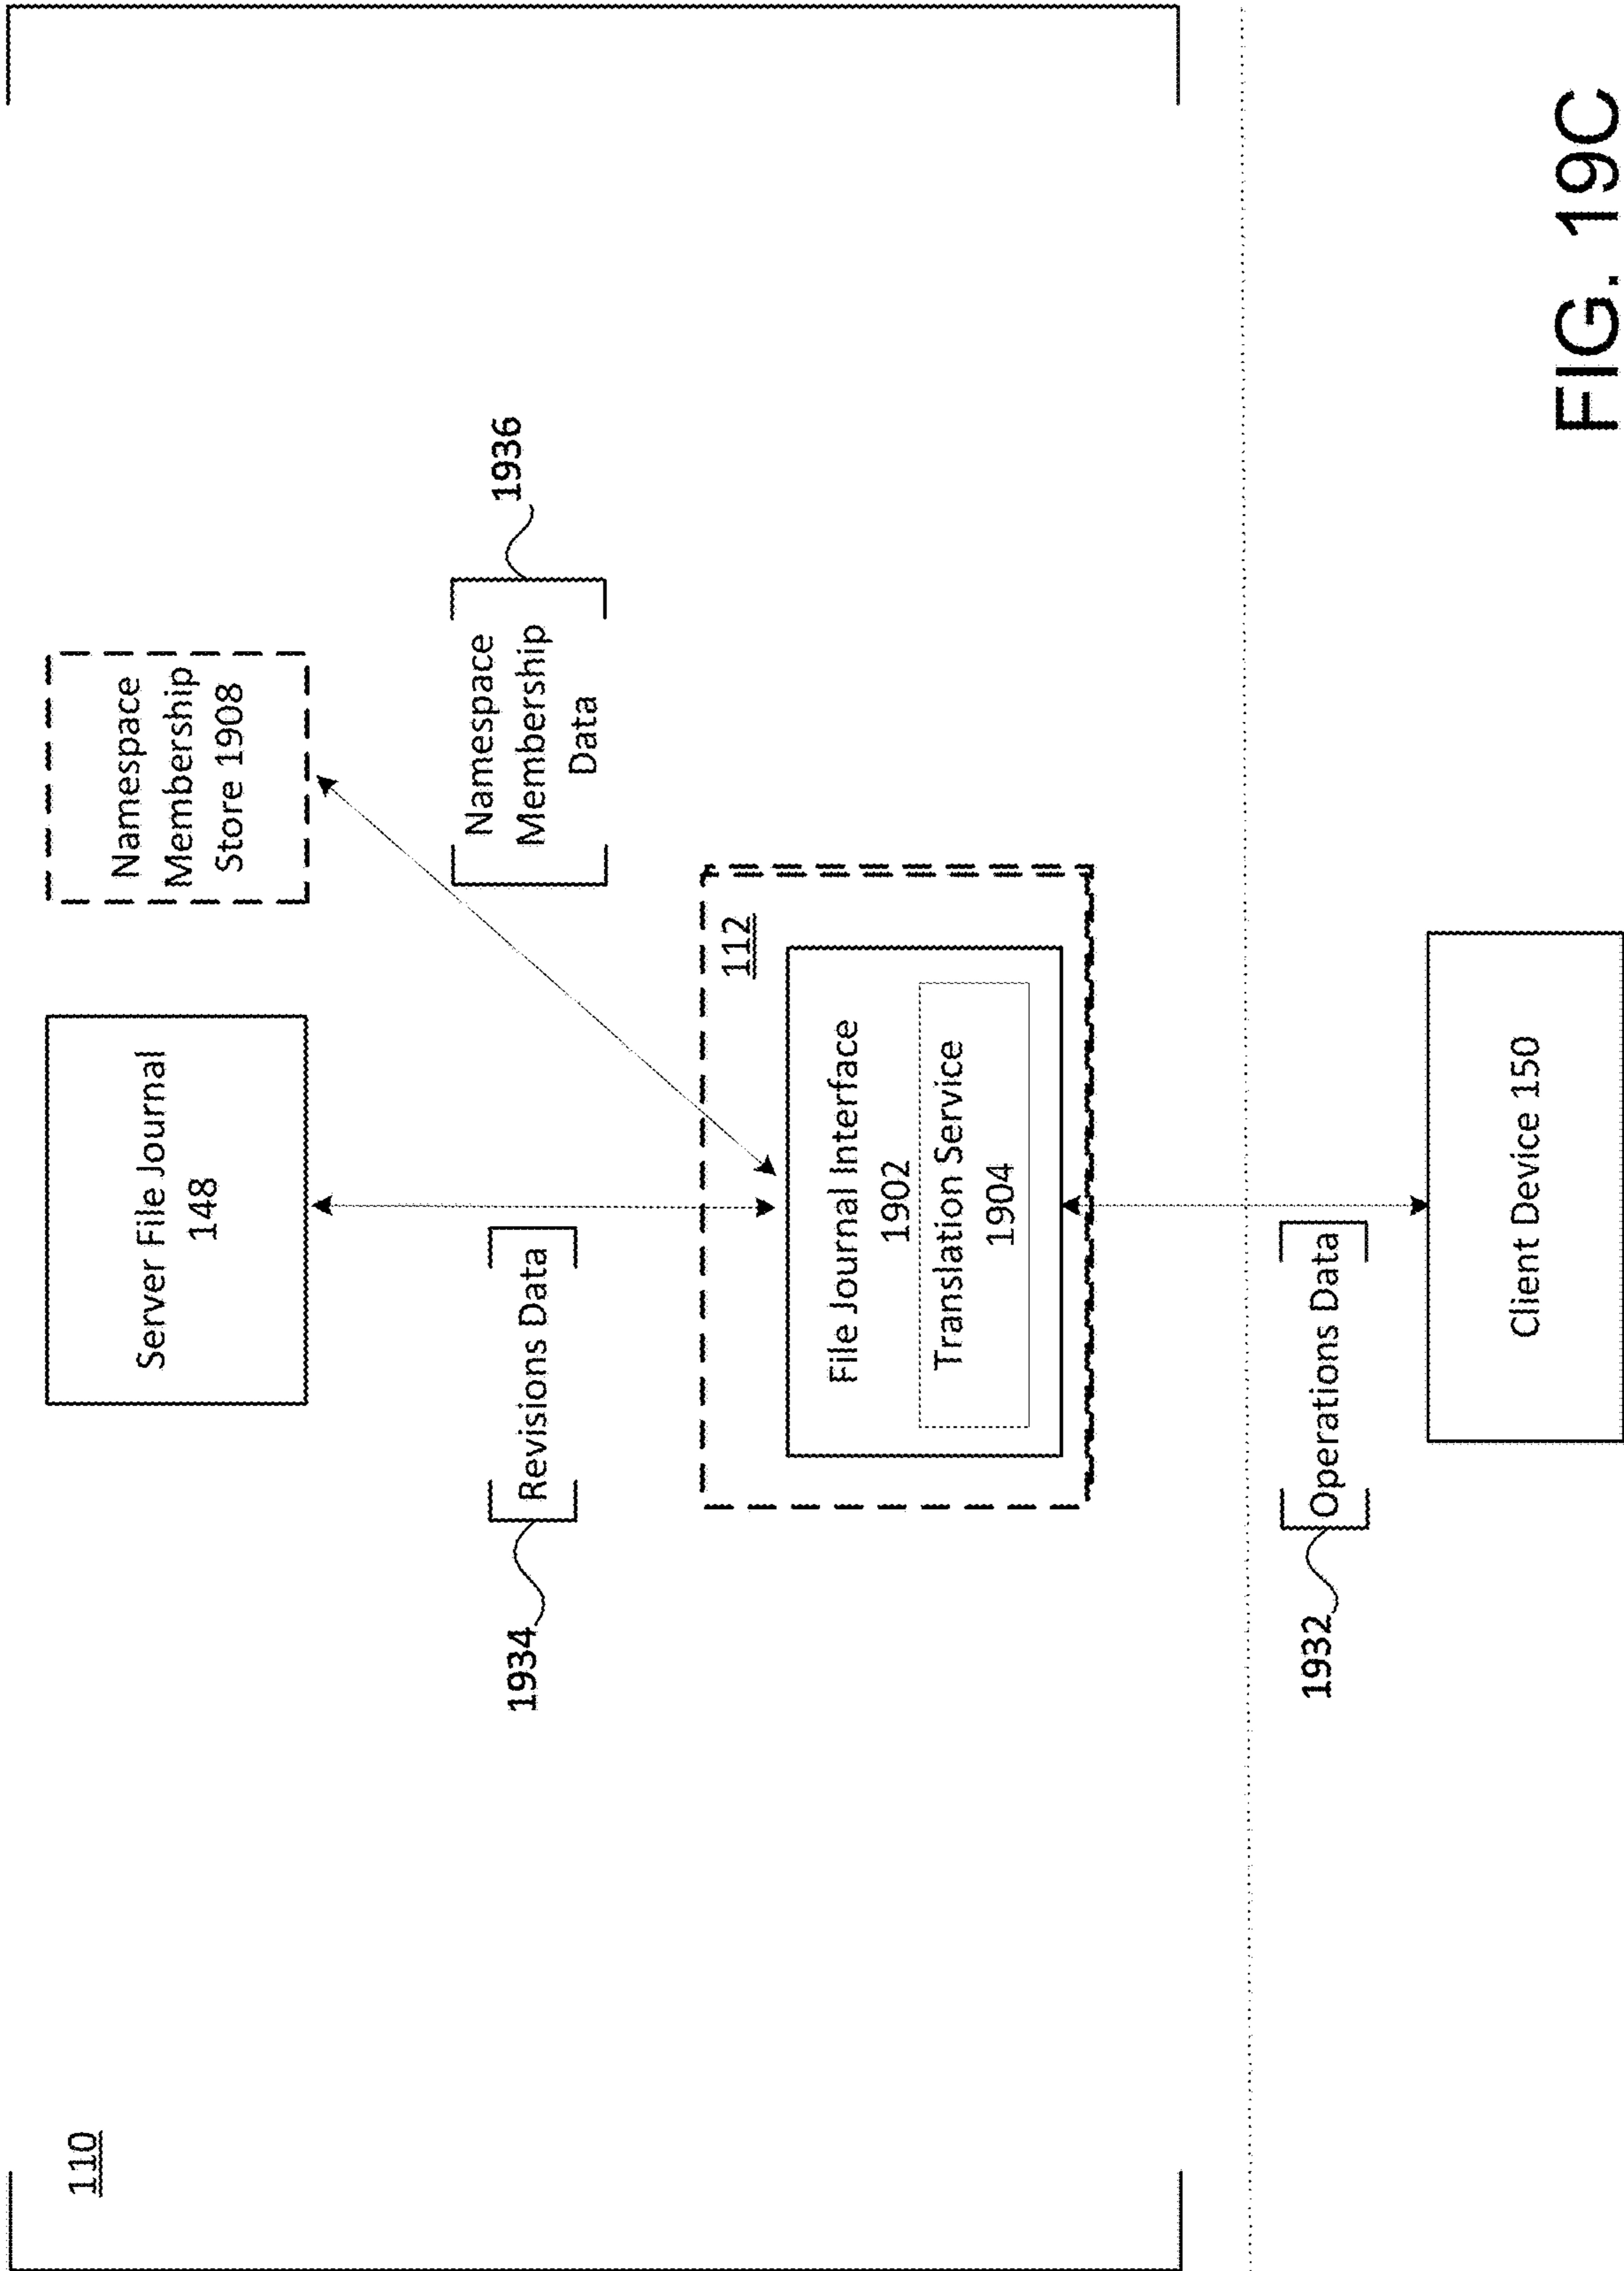 110
Server File Journal
148
Namespace
Membership
Store 1908
1934
Revisions Data
Namespace
Membership
Data
1936
112
File Journal Interface
1902
Translation Service
1904
1932
Operations Data
Client Device 150
FIG. 19C